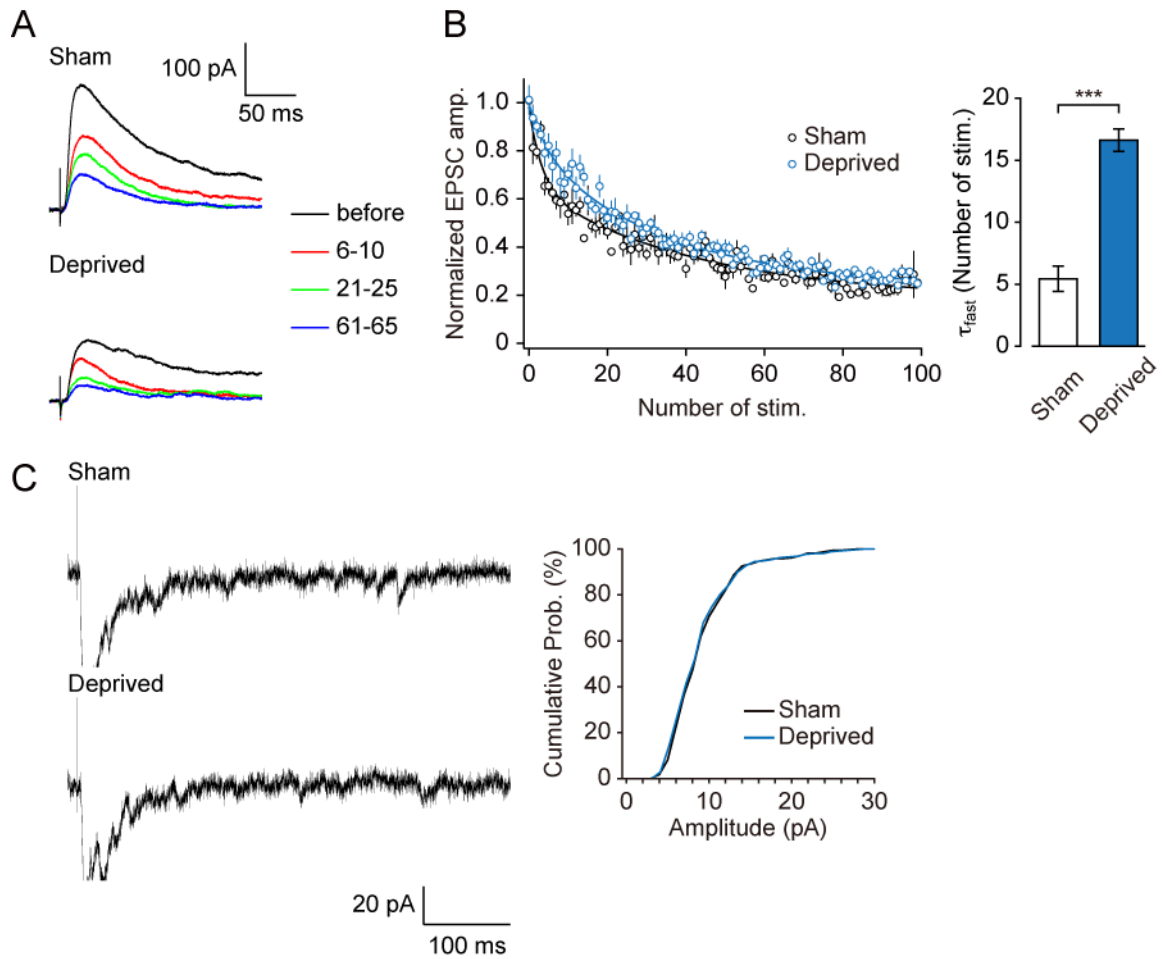 A
Sham
100 pA
50 ms
before
6-10
21-25
61-65
Deprived
B
Normalized EPSC amp.
1.0
0.8
0.6
0.4
0.2
0
0 20 40 60 80 100
Number of stim.
Sham
Deprived
τfast (Number of stim.)
20
15
10
5
0
***
Sham
Deprived
C
Sham
Deprived
20 pA
100 ms
Cumulative Prob. (%)
100
80
60
40
20
0
0 10 20 30
Amplitude (pA)
Sham
Deprived